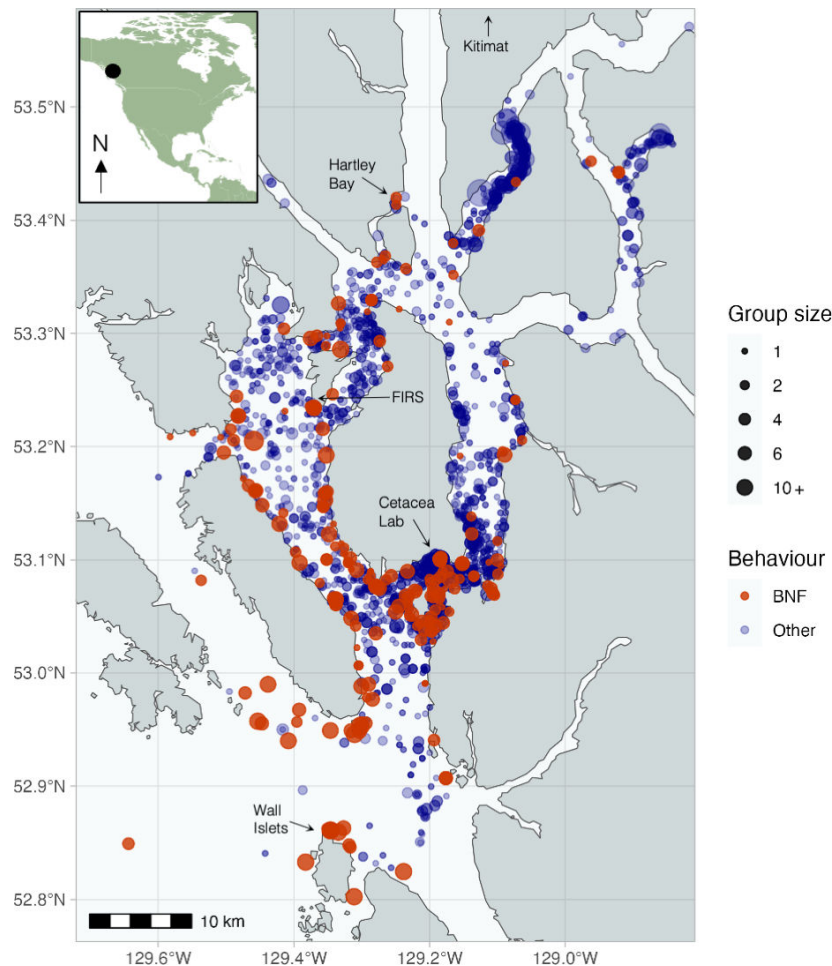 N
Kitimat
Hartley
Bay
FIRS
Cetacea
Lab
Wall
Islets
10 km
53.5°N
53.4°N
53.3°N
53.2°N
53.1°N
53.0°N
52.9°N
52.8°N
129.6°W
129.4°W
129.2°W
129.0°W
Group size
1
2
4
6
10+
Behaviour
BNF
Other